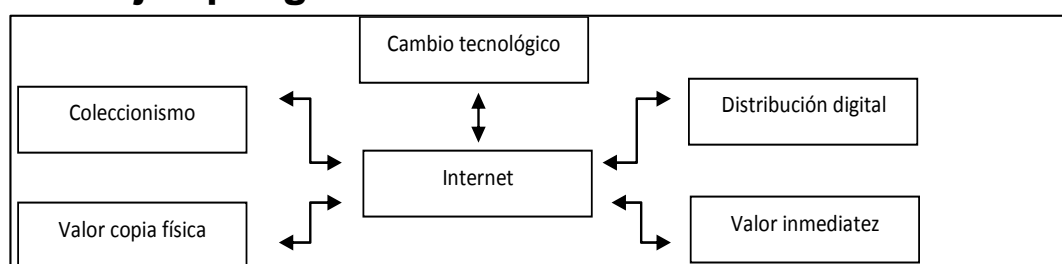 Cambio tecnológico
Coleccionismo
Distribución digital
Internet
Valor copia física
Valor inmediatez